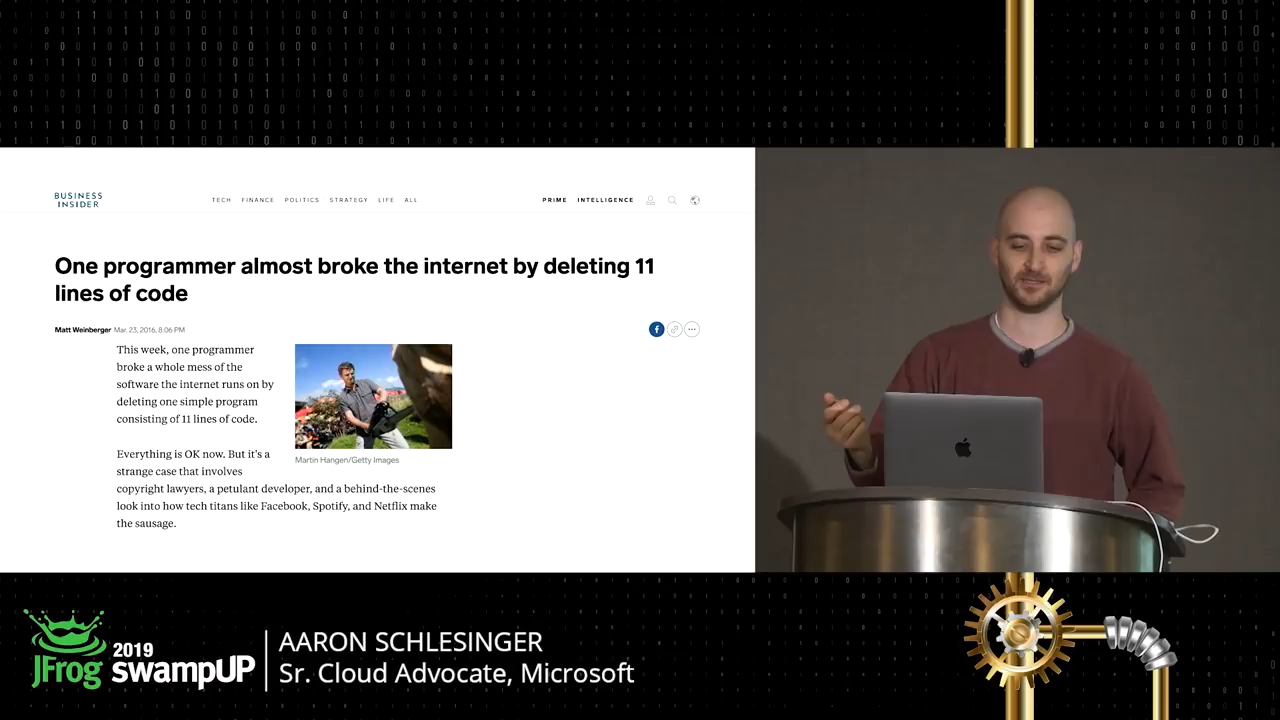 BUSINESS
INSIDER
TECH FINANCE POLITICS STRATEGY LIFE ALL
PRIME INTELLIGENCE
One programmer almost broke the internet by deleting 11
lines of code
Matt Weinberger Mar. 23, 2016, 8:06 PM
This week, one programmer
broke a whole mess of the
software the internet runs on by
deleting one simple program
consisting of 11 lines of code.
Everything is OK now. But it's a
strange case that involves
copyright lawyers, a petulant developer, and a behind-the-scenes
look into how tech titans like Facebook, Spotify, and Netflix make
the sausage.
Martin Hangen/Getty Images
JFrog
2019
swampUP
AARON SCHLESINGER
Sr. Cloud Advocate, Microsoft